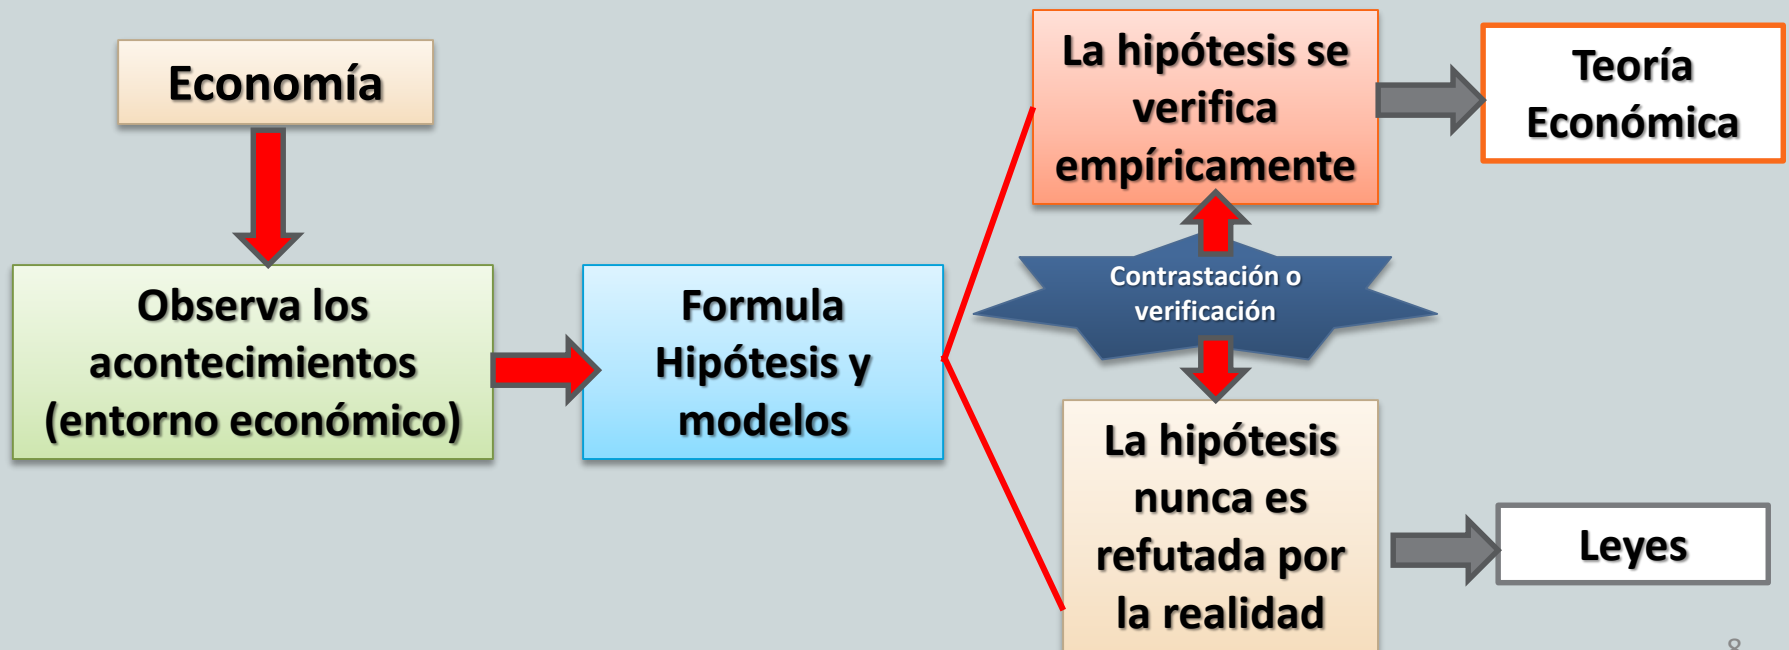 Economía
Observa los
acontecimientos
(entorno económico)
Formula
Hipótesis y
modelos
La hipótesis se
verifica
empíricamente
Teoría
Económica
Contrastación o
verificación
La hipótesis
nunca es
refutada por
la realidad
Leyes
8